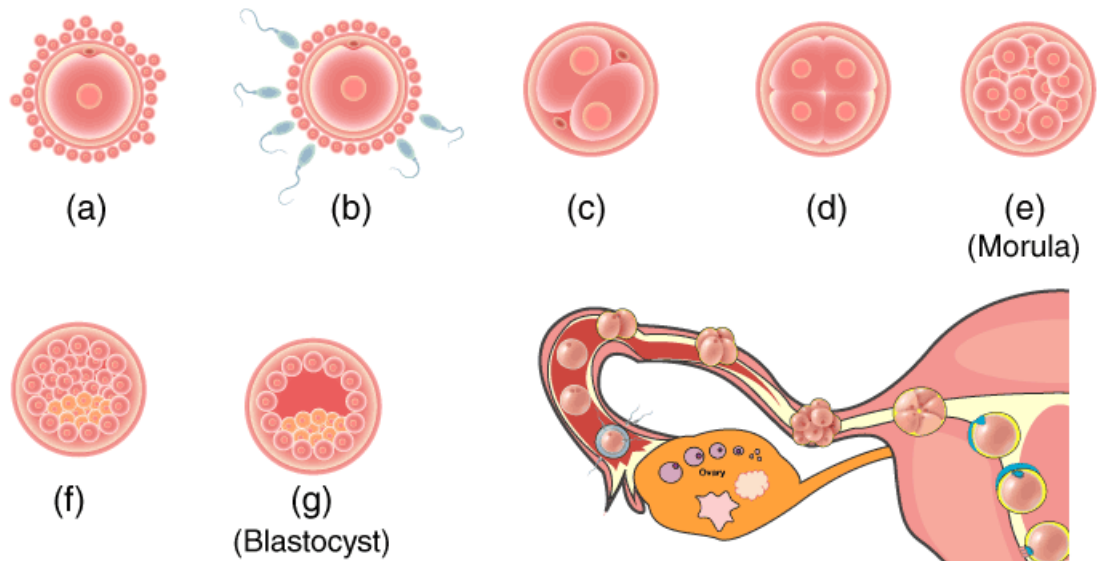 (a)
(b)
(c)
(d)
(e)
(Morula)
(f)
(g)
(Blastocyst)
Ovary